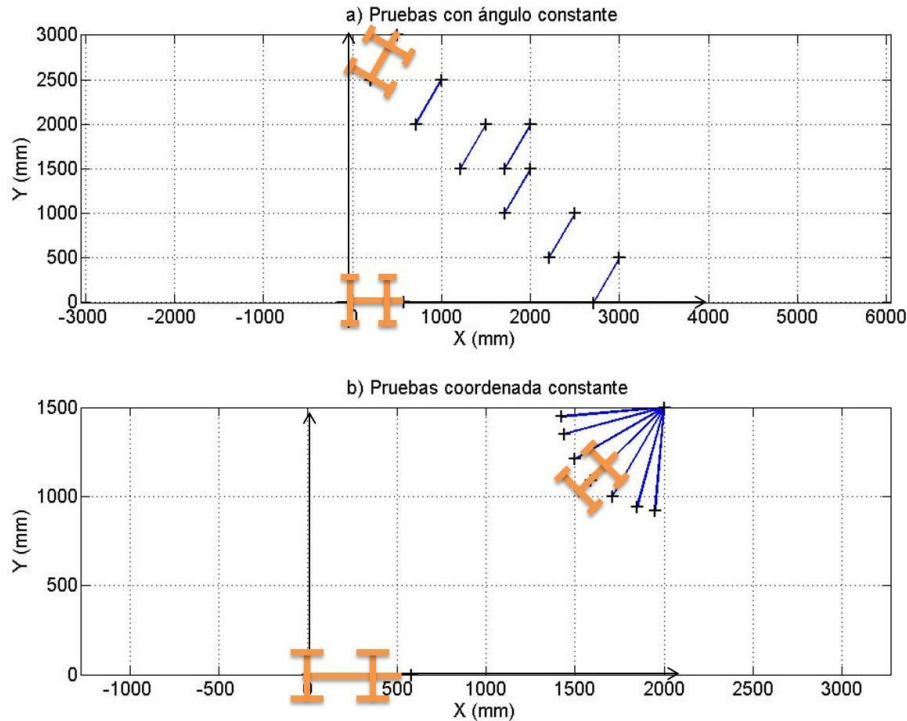 a) Pruebas con ángulo constante
3000
2500
2000
1500
1000
500
0
Y (mm)
-3000 -2000 -1000 0 1000 2000 3000 4000 5000 6000
X (mm)
b) Pruebas coordenada constante
1500
1000
500
0
Y (mm)
-1000 -500 0 500 1000 1500 2000 2500 3000
X (mm)